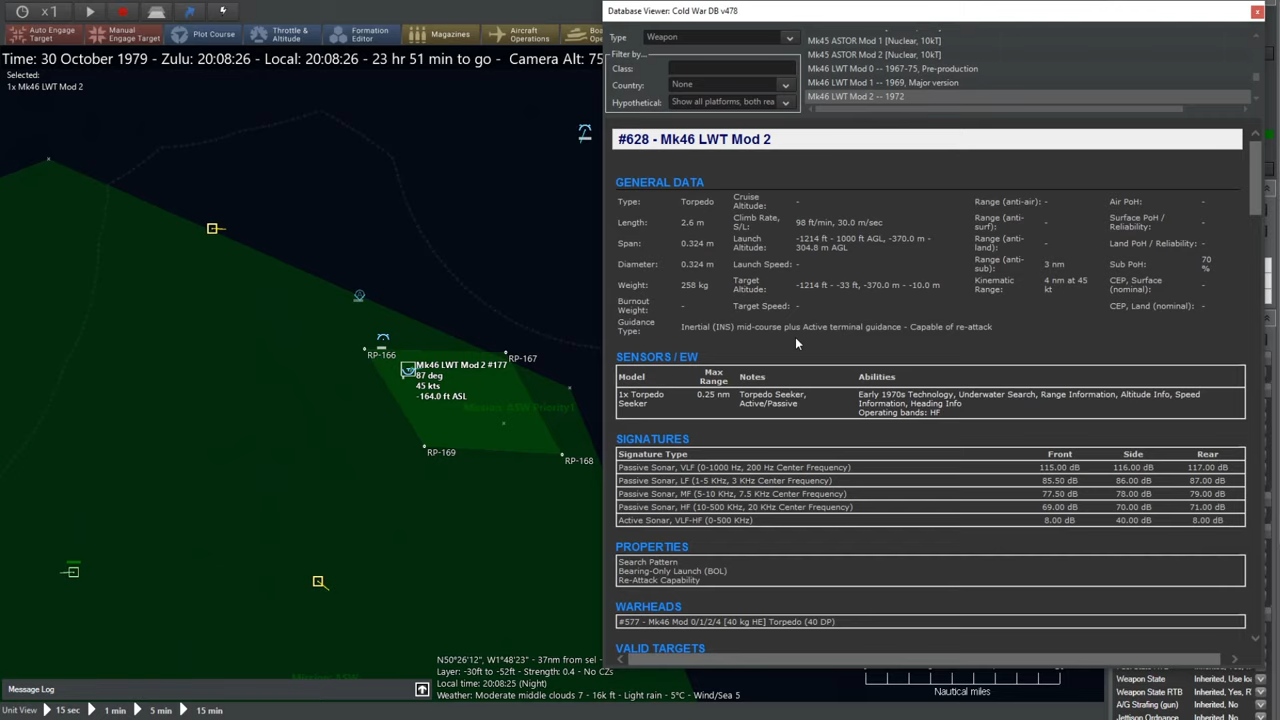 x1
Auto Engage Target
Manual Engage Target
Plot Course
Throttle & Altitude
Formation Editor
Magazines
Aircraft Operations
Time: 30 October 1979 - Zulu: 20:08:26 - Local: 20:08:26 - 23 hr 51 min to go - Camera Alt: 75
Selected:
1x Mk46 LWT Mod 2
RP-166
RP-167
Mk46 LWT Mod 2 #177
87 deg
45 kts
-164.0 ft ASL
RP-169
RP-168
N50°26'12", W1°48'23" - 37nm from sel -
Layer: -30ft to -52ft - Strength: 0.4 - No CZs
Local time: 20:08:25 (Night)
Weather: Moderate middle clouds 7 - 16k ft - Light rain - 5°C - Wind/Sea 5
Nautical miles
Message Log
Unit View
15 sec
1 min
5 min
15 min
Database Viewer: Cold War DB v478
Type Weapon
Filter by...
Class:
Country: None
Hypothetical: Show all platforms, both rea
Mk45 ASTOR Mod 1 [Nuclear, 10kT]
Mk45 ASTOR Mod 2 [Nuclear, 10kT]
Mk46 LWT Mod 0 -- 1967-75, Pre-production
Mk46 LWT Mod 1 -- 1969, Major version
Mk46 LWT Mod 2 -- 1972
#628 - Mk46 LWT Mod 2
GENERAL DATA
Type: Torpedo Cruise Altitude: - Range (anti-air): - Air PoH: -
Length: 2.6 m Climb Rate, S/L: 98 ft/min, 30.0 m/sec Range (anti-surf): - Surface PoH / Reliability: -
Span: 0.324 m Launch Altitude: -1214 ft - 1000 ft AGL, -370.0 m - 304.8 m AGL Range (anti-land): - Land PoH / Reliability: -
Diameter: 0.324 m Launch Speed: - Range (anti-sub): 3 nm Sub PoH: 70 %
Weight: 258 kg Target Altitude: -1214 ft - -33 ft, -370.0 m - -10.0 m Kinematic Range: 4 nm at 45 kt CEP, Surface (nominal): -
Burnout Weight: - Target Speed: - CEP, Land (nominal): -
Guidance Type: Inertial (INS) mid-course plus Active terminal guidance - Capable of re-attack
SENSORS / EW
Model Max Range Notes Abilities
1x Torpedo Seeker 0.25 nm Torpedo Seeker, Active/Passive Early 1970s Technology, Underwater Search, Range Information, Altitude Info, Speed Information, Heading Info
Operating bands: HF
SIGNATURES
Signature Type Front Side Rear
Passive Sonar, VLF (0-1000 Hz, 200 Hz Center Frequency) 115.00 dB 116.00 dB 117.00 dB
Passive Sonar, LF (1-5 KHz, 3 KHz Center Frequency) 85.50 dB 86.00 dB 87.00 dB
Passive Sonar, MF (5-10 KHz, 7.5 KHz Center Frequency) 77.50 dB 78.00 dB 79.00 dB
Passive Sonar, HF (10-500 KHz, 20 KHz Center Frequency) 69.00 dB 70.00 dB 71.00 dB
Active Sonar, VLF-HF (0-500 KHz) 8.00 dB 40.00 dB 8.00 dB
PROPERTIES
Search Pattern
Bearing-Only Launch (BOL)
Re-Attack Capability
WARHEADS
#577 - Mk46 Mod 0/1/2/4 [40 kg HE] Torpedo (40 DP)
VALID TARGETS
Weapon State Inherited, Use lo
Weapon State RTB Inherited, Yes, R
A/G Strafing (gun) Inherited, No
Jettison Ordnance Inherited, No